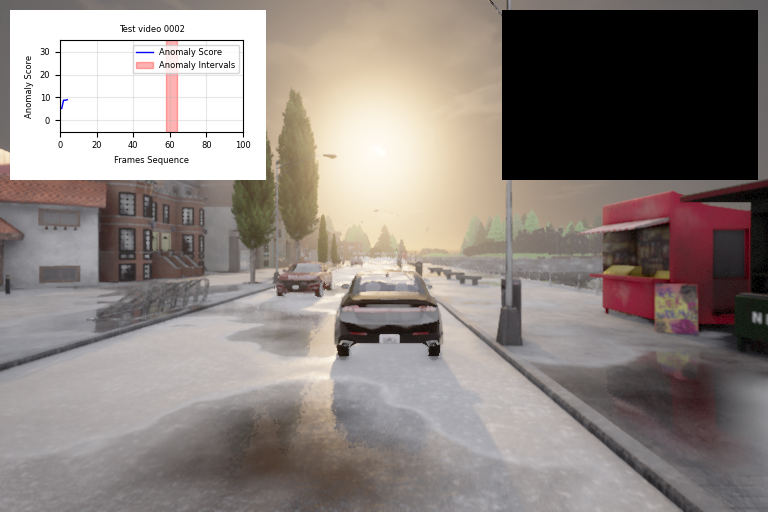 Test video 0002
Anomaly Score
Anomaly Intervals
30
20
10
0
Anomaly Score
0 20 40 60 80 100
Frames Sequence